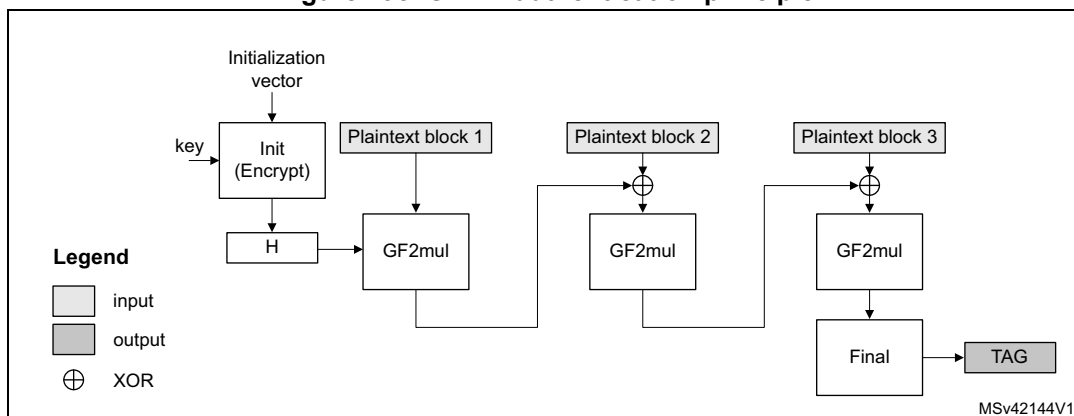 Initialization
vector
key
Init
(Encrypt)
Plaintext block 1
Plaintext block 2
Plaintext block 3
H
GF2mul
GF2mul
GF2mul
Legend
input
output
XOR
Final
TAG
MSv42144V1